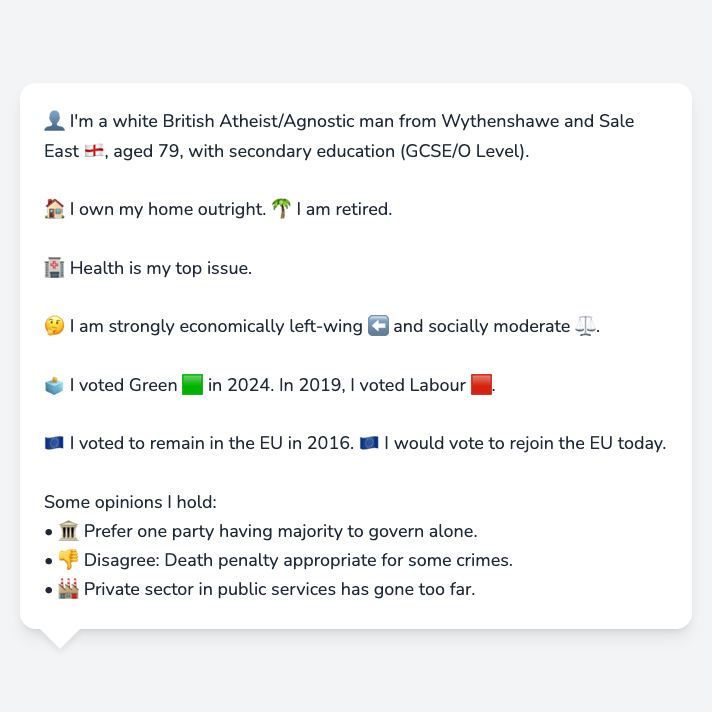 👤 I'm a white British Atheist/Agnostic man from Wythenshawe and Sale
East 🏴󠁧󠁢󠁥󠁮󠁧󠁿, aged 79, with secondary education (GCSE/O Level).
🏠 I own my home outright. 🌴 I am retired.
🏥 Health is my top issue.
🤔 I am strongly economically left-wing ⬅️ and socially moderate ⚖️.
🗳️ I voted Green 🟩 in 2024. In 2019, I voted Labour 🟥.
🇪🇺 I voted to remain in the EU in 2016. 🇪🇺 I would vote to rejoin the EU today.
Some opinions I hold:
• 🏛️ Prefer one party having majority to govern alone.
• 👎 Disagree: Death penalty appropriate for some crimes.
• 🏭 Private sector in public services has gone too far.